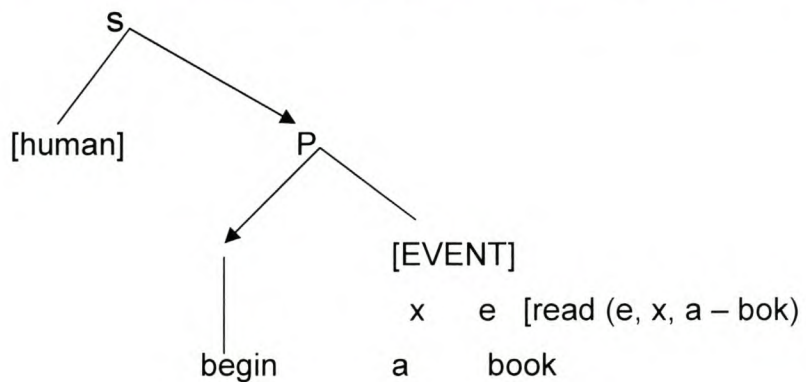 S
[human] P
[EVENT]
x e [read (e, x, a – bok)
begin a book